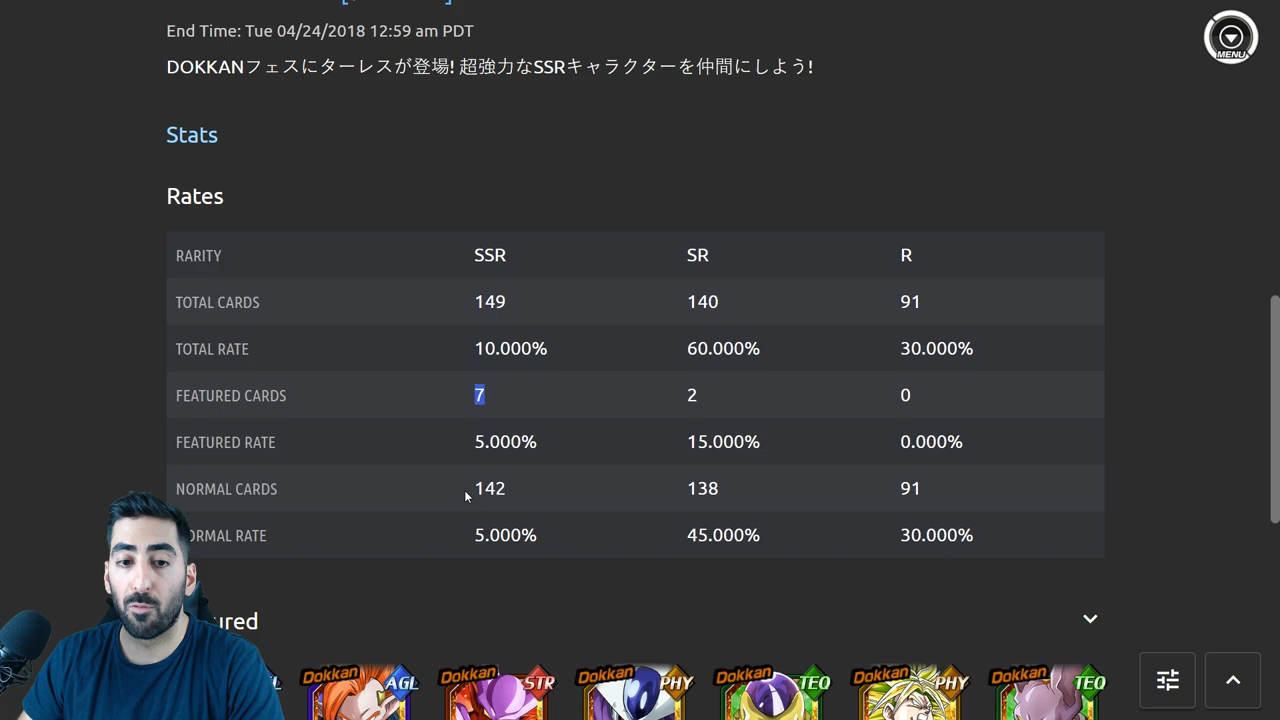 End Time: Tue 04/24/2018 12:59 am PDT
MENU
DOKKANフェスにターレスが登場! 超強力なSSRキャラクターを仲間にしよう!
Stats
Rates
RARITY SSR SR R
TOTAL CARDS 149 140 91
TOTAL RATE 10.000% 60.000% 30.000%
FEATURED CARDS 7 2 0
FEATURED RATE 5.000% 15.000% 0.000%
NORMAL CARDS 142 138 91
ORMAL RATE 5.000% 45.000% 30.000%
ured
Dokkan AGL Dokkan STR Dokkan PHY Dokkan TEQ Dokkan PHY Dokkan TEQ